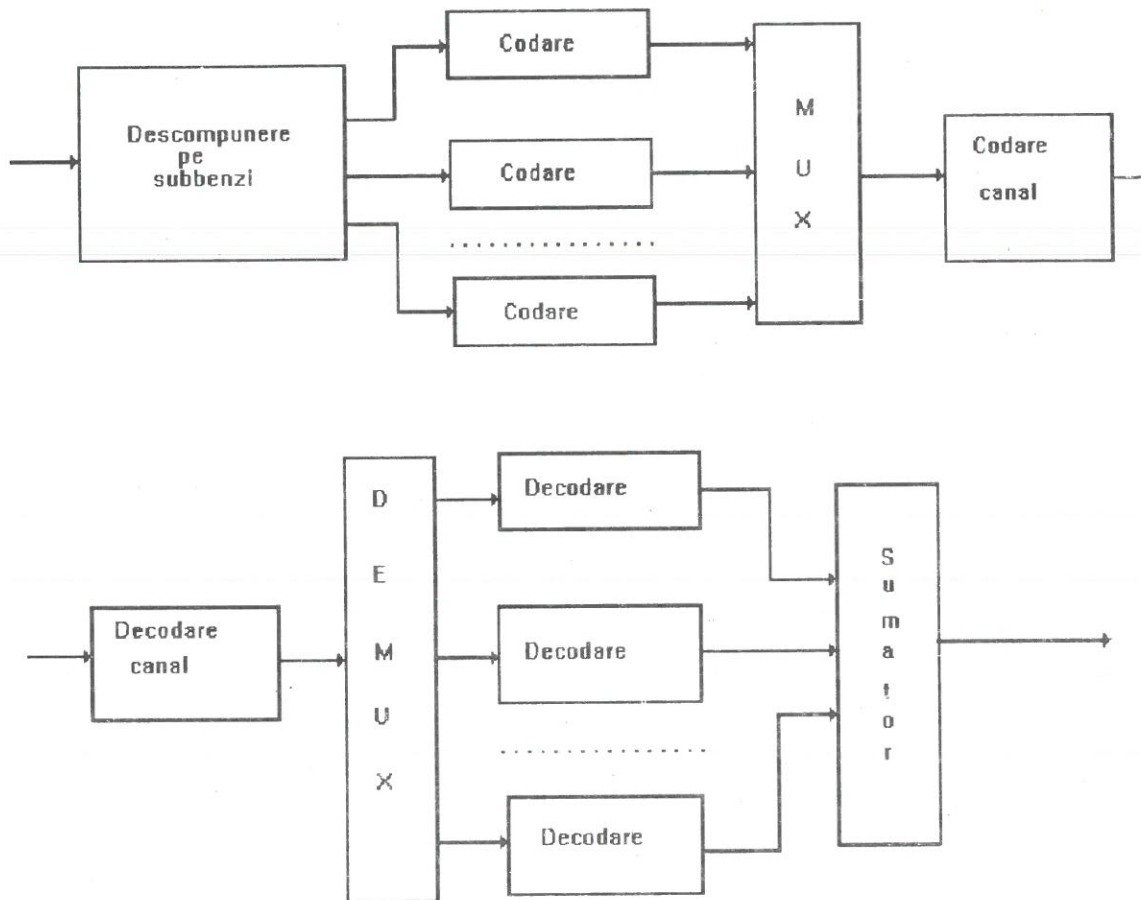 Codare
Descompunere
pe
subbenzi
Codare
Codare
M
U
X
Codare
canal
Decodare
canal
D
E
M
U
X
Decodare
Decodare
Decodare
S
u
m
a
t
o
r